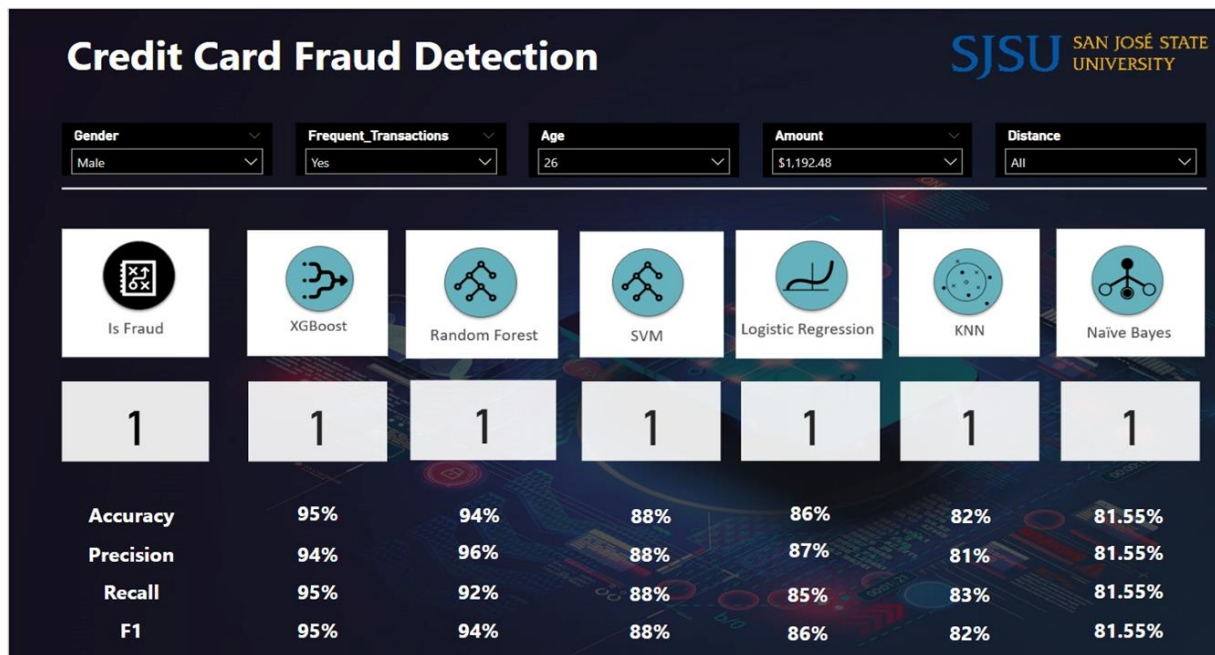 Credit Card Fraud Detection
SJSU SAN JOSÉ STATE
UNIVERSITY
Gender Frequent_Transactions Age Amount Distance
Male Yes 26 $1,192.48 All
Is Fraud XGBoost Random Forest SVM Logistic Regression KNN Naïve Bayes
1 1 1 1 1 1 1
Accuracy 95% 94% 88% 86% 82% 81.55%
Precision 94% 96% 88% 87% 81% 81.55%
Recall 95% 92% 88% 85% 83% 81.55%
F1 95% 94% 88% 86% 82% 81.55%